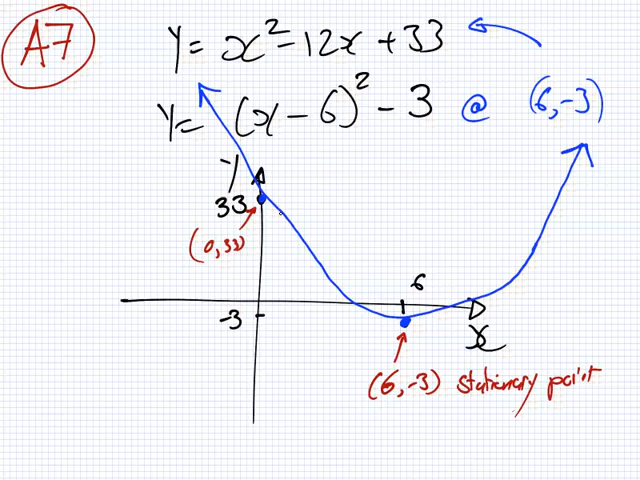 A7
Y = x² - 12x + 33
Y = (x - 6)² - 3 @ (6, -3)
Y
33
(0, 33)
6
-3
x
(6, -3) stationary point